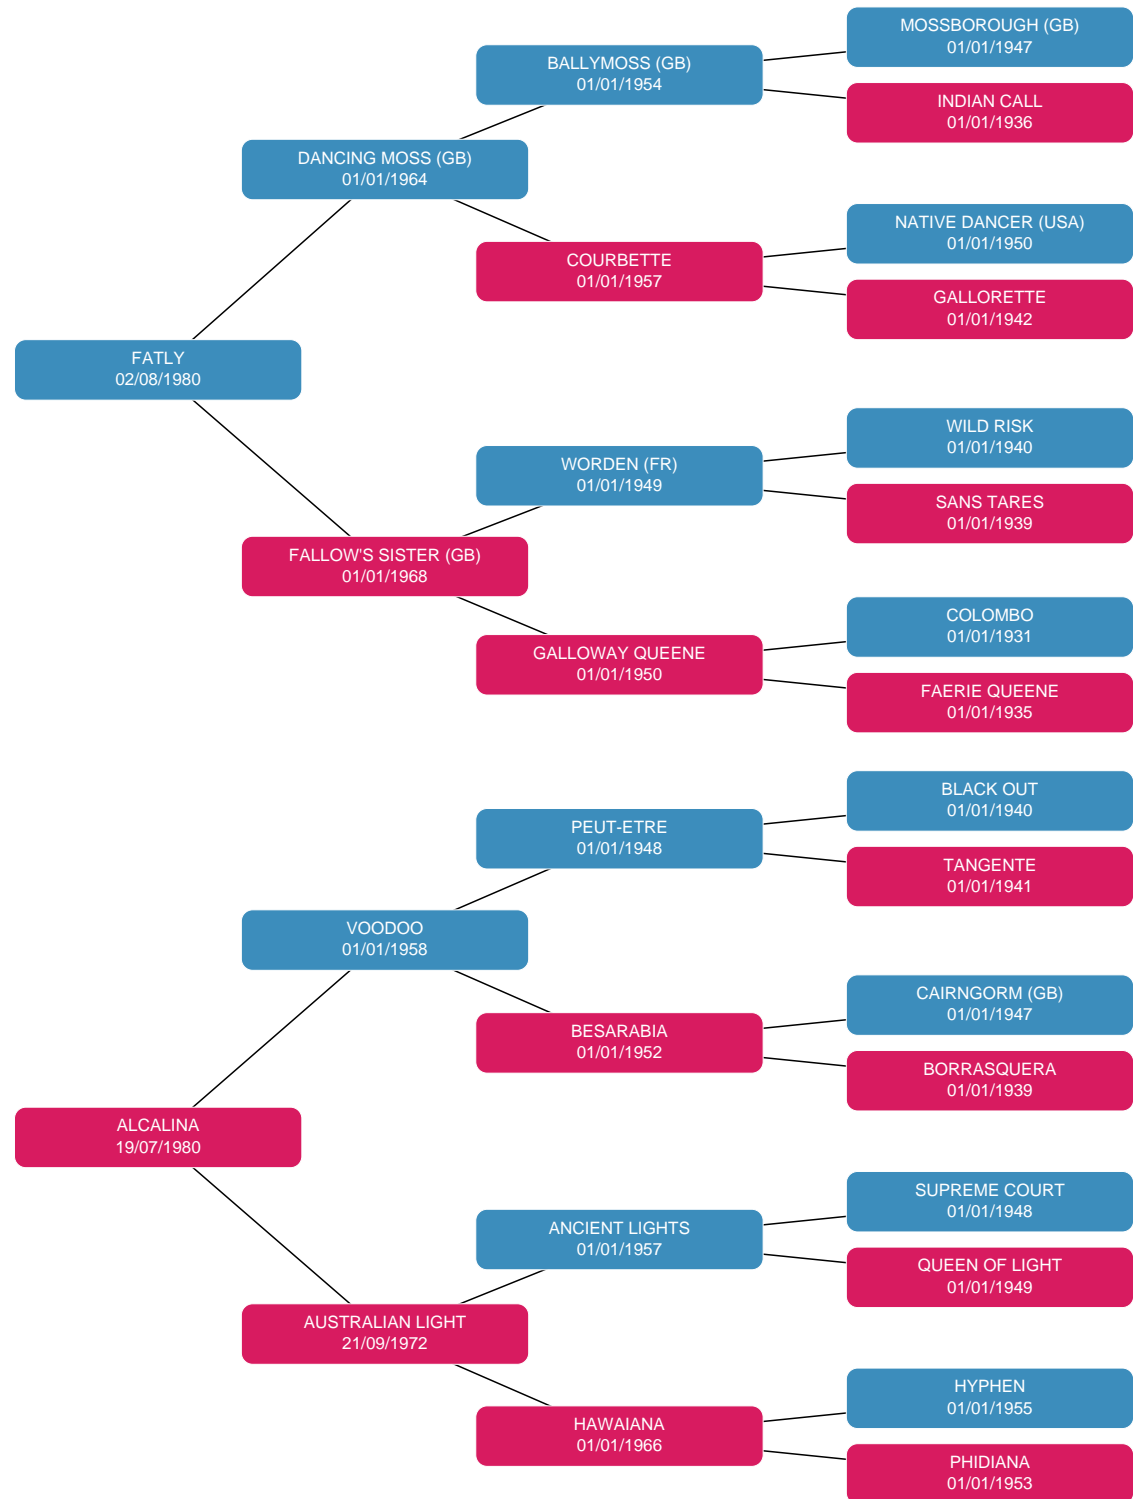 MOSSBOROUGH (GB)
01/01/1947
BALLYMOSS (GB)
01/01/1954
INDIAN CALL
01/01/1936
DANCING MOSS (GB)
01/01/1964
NATIVE DANCER (USA)
01/01/1950
COURBETTE
01/01/1957
GALLORETTE
01/01/1942
FATLY
02/08/1980
WILD RISK
01/01/1940
WORDEN (FR)
01/01/1949
SANS TARES
01/01/1939
FALLOW'S SISTER (GB)
01/01/1968
COLOMBO
01/01/1931
GALLOWAY QUEENE
01/01/1950
FAERIE QUEENE
01/01/1935
BLACK OUT
01/01/1940
PEUT-ETRE
01/01/1948
TANGENTE
01/01/1941
VOODOO
01/01/1958
CAIRNGORM (GB)
01/01/1947
BESARABIA
01/01/1952
BORRASQUERA
01/01/1939
ALCALINA
19/07/1980
SUPREME COURT
01/01/1948
ANCIENT LIGHTS
01/01/1957
QUEEN OF LIGHT
01/01/1949
AUSTRALIAN LIGHT
21/09/1972
HYPHEN
01/01/1955
HAWAIANA
01/01/1966
PHIDIANA
01/01/1953